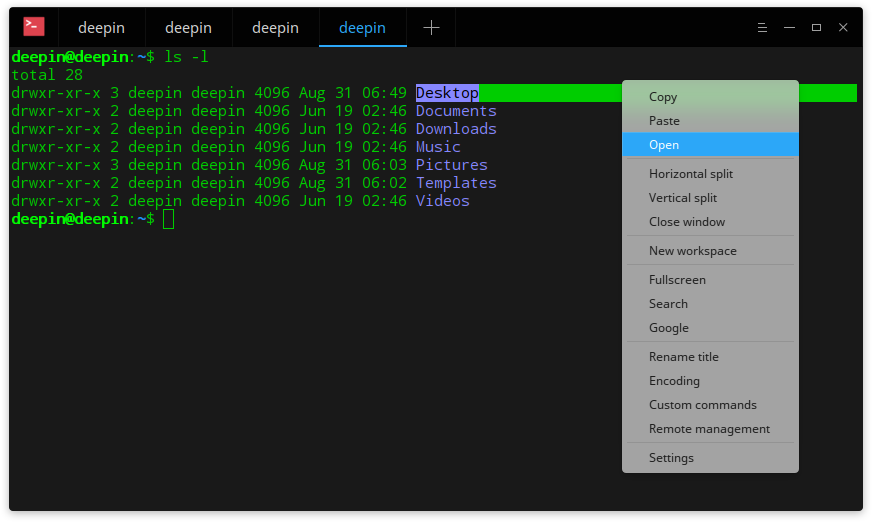 deepin deepin deepin deepin
deepin@deepin:~$ ls -l
total 28
drwxr-xr-x 3 deepin deepin 4096 Aug 31 06:49 Desktop
drwxr-xr-x 2 deepin deepin 4096 Jun 19 02:46 Documents
drwxr-xr-x 2 deepin deepin 4096 Jun 19 02:46 Downloads
drwxr-xr-x 2 deepin deepin 4096 Jun 19 02:46 Music
drwxr-xr-x 3 deepin deepin 4096 Aug 31 06:03 Pictures
drwxr-xr-x 2 deepin deepin 4096 Aug 31 06:02 Templates
drwxr-xr-x 2 deepin deepin 4096 Jun 19 02:46 Videos
deepin@deepin:~$
Copy
Paste
Open
Horizontal split
Vertical split
Close window
New workspace
Fullscreen
Search
Google
Rename title
Encoding
Custom commands
Remote management
Settings